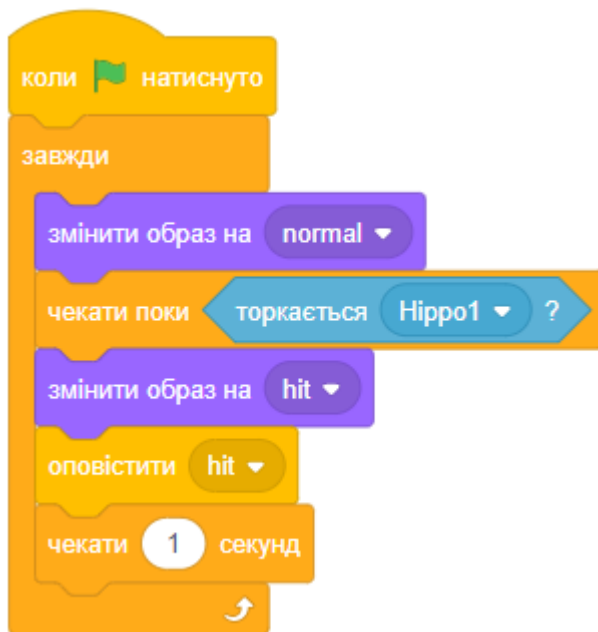 коли натиснуто
завжди
змінити образ на normal
чекати поки торкається Hippo1 ?
змінити образ на hit
оповістити hit
чекати 1 секунд